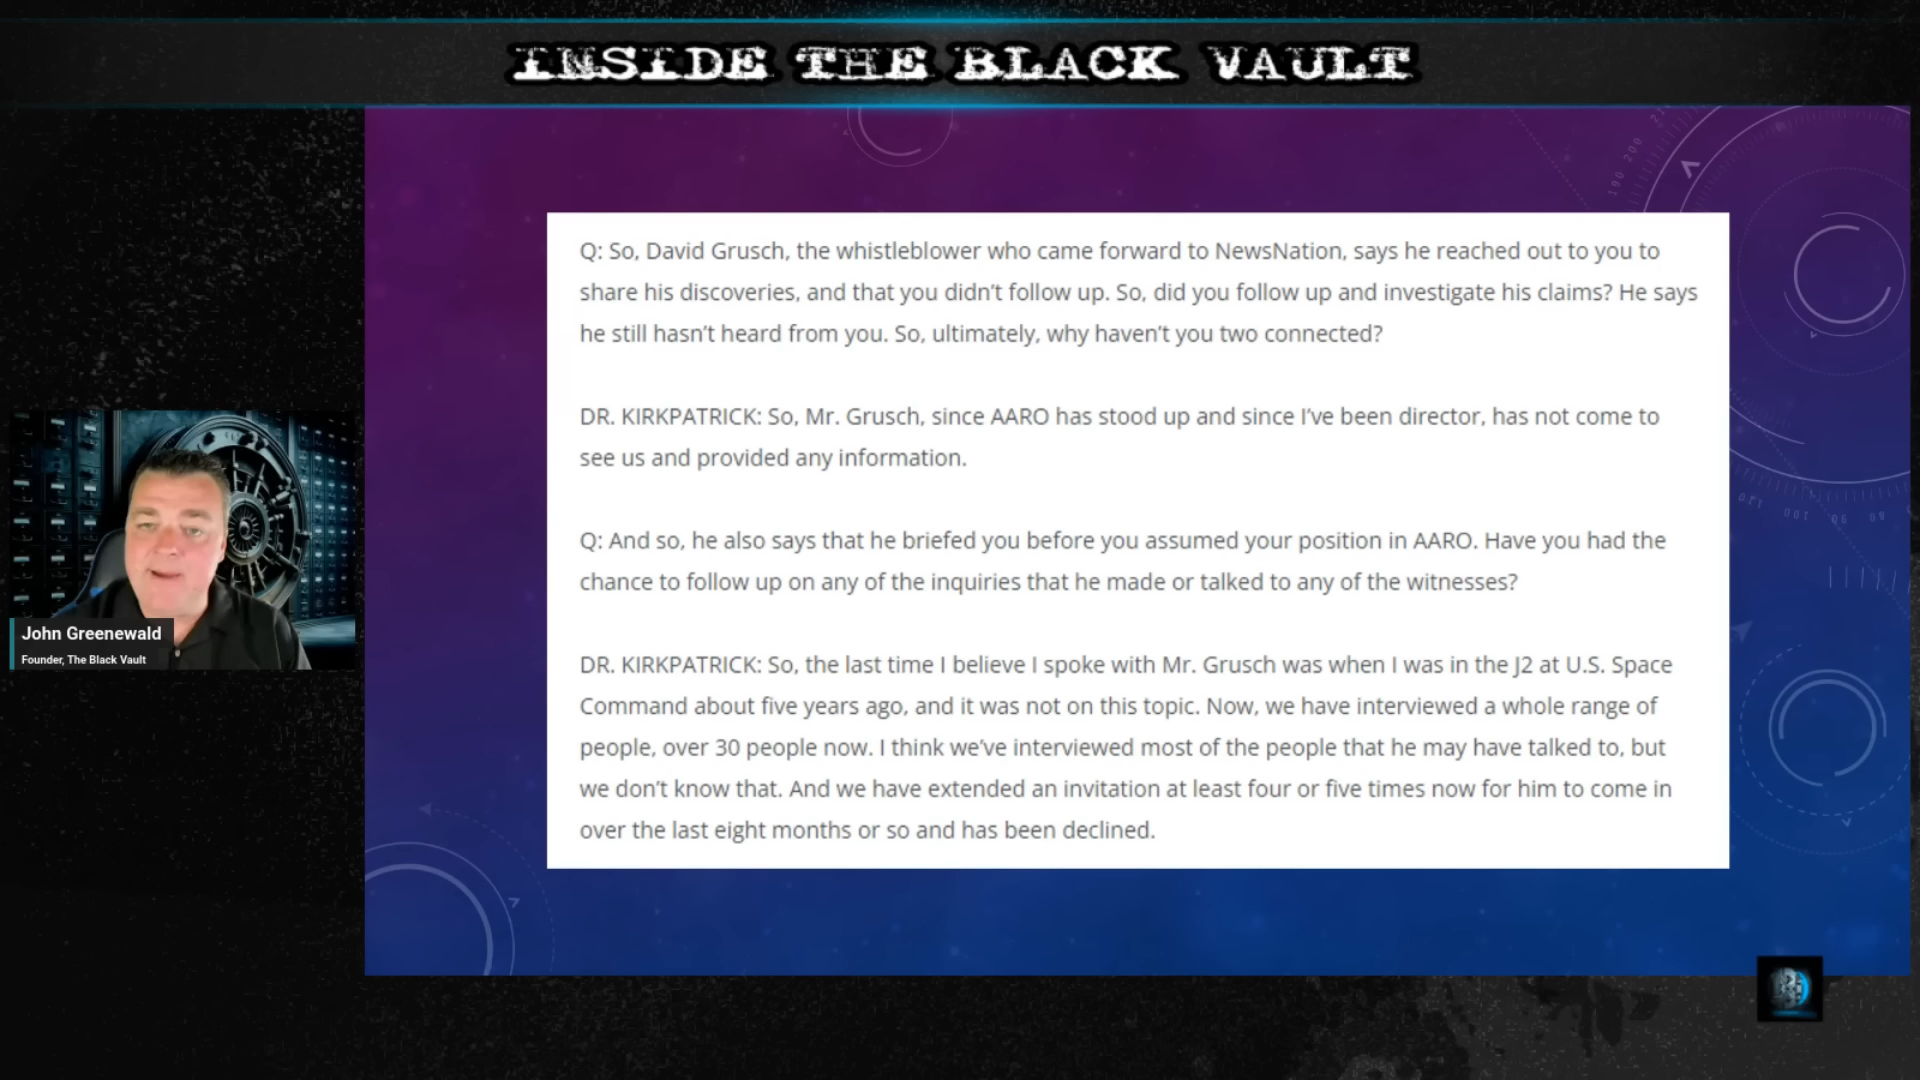 INSIDE THE BLACK VAULT
Q: So, David Grusch, the whistleblower who came forward to NewsNation, says he reached out to you to
share his discoveries, and that you didn't follow up. So, did you follow up and investigate his claims? He says
he still hasn't heard from you. So, ultimately, why haven't you two connected?
DR. KIRKPATRICK: So, Mr. Grusch, since AARO has stood up and since I've been director, has not come to
see us and provided any information.
Q: And so, he also says that he briefed you before you assumed your position in AARO. Have you had the
chance to follow up on any of the inquiries that he made or talked to any of the witnesses?
DR. KIRKPATRICK: So, the last time I believe I spoke with Mr. Grusch was when I was in the J2 at U.S. Space
Command about five years ago, and it was not on this topic. Now, we have interviewed a whole range of
people, over 30 people now. I think we've interviewed most of the people that he may have talked to, but
we don't know that. And we have extended an invitation at least four or five times now for him to come in
over the last eight months or so and has been declined.
John Greenewald
Founder, The Black Vault
190 200